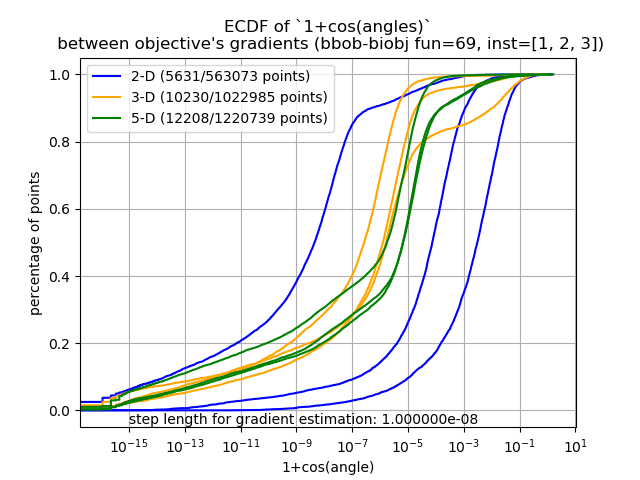 ECDF of `1+cos(angles)`
between objective's gradients (bbob-biobj fun=69, inst=[1, 2, 3])
1.0
0.8
0.6
0.4
0.2
0.0
percentage of points
2-D (5631/563073 points)
3-D (10230/1022985 points)
5-D (12208/1220739 points)
step length for gradient estimation: 1.000000e-08
10⁻¹⁵ 10⁻¹³ 10⁻¹¹ 10⁻⁹ 10⁻⁷ 10⁻⁵ 10⁻³ 10⁻¹ 10¹
1+cos(angle)